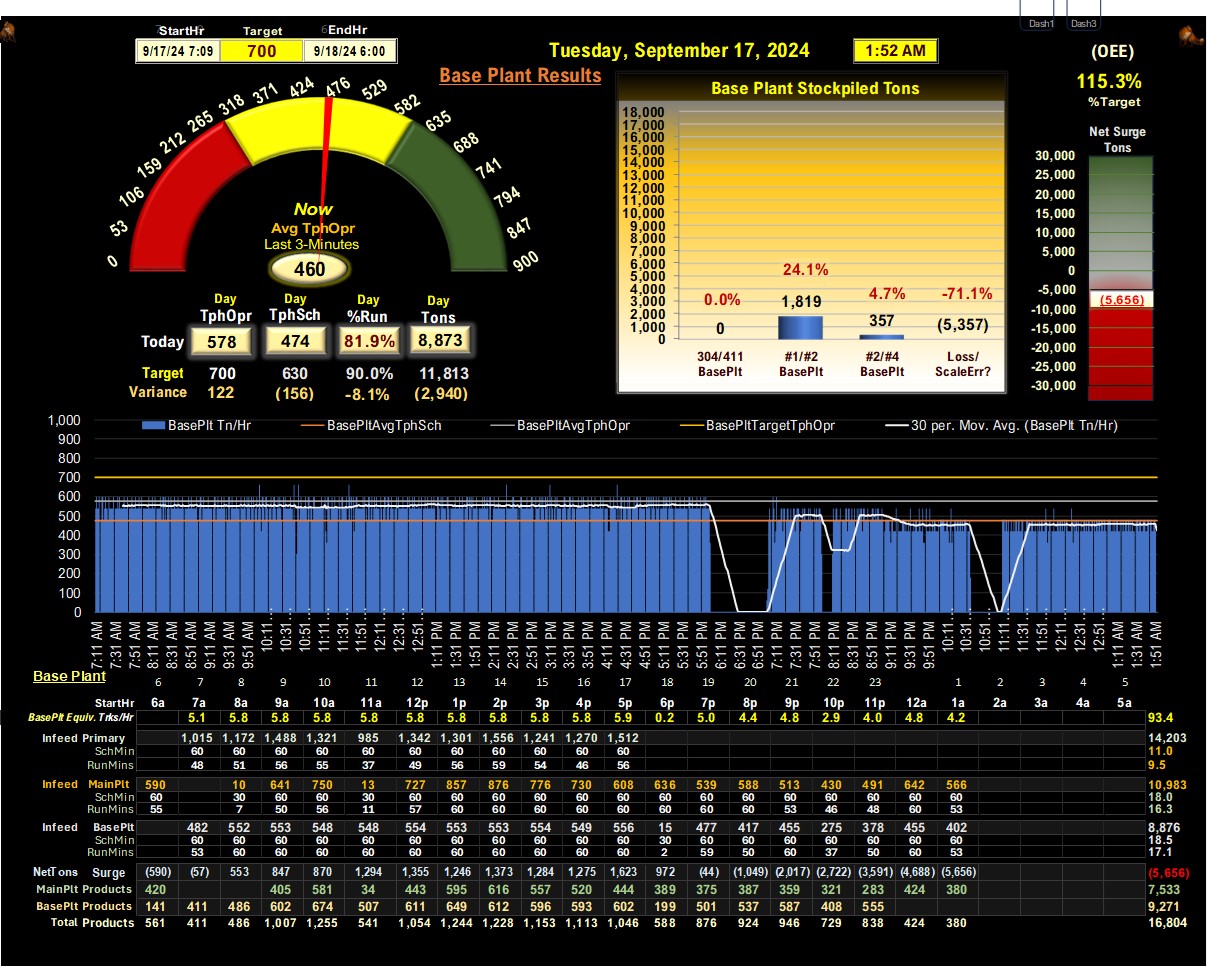 Dash1 Dash3
StartHr Target EndHr
9/17/24 7:09 700 9/18/24 6:00
Tuesday, September 17, 2024 1:52 AM
(OEE)
115.3%
%Target
Base Plant Results
0 53 106 159 212 265 318 371 424 476 529 582 635 688 741 794 847 900
Now
Avg TphOpr
Last 3-Minutes
460
Day Day Day Day
TphOpr TphSch %Run Tons
Today 578 474 81.9% 8,873
Target 700 630 90.0% 11,813
Variance 122 (156) -8.1% (2,940)
Base Plant Stockpiled Tons
18,000
17,000
16,000
15,000
14,000
13,000
12,000
11,000
10,000
9,000
8,000
7,000
6,000
5,000
4,000
3,000
2,000
1,000
0
0.0% 24.1% 4.7% -71.1%
0 1,819 357 (5,357)
304/411 #1/#2 #2/#4 Loss/
BasePlt BasePlt BasePlt ScaleErr?
Net Surge
Tons
30,000
25,000
20,000
15,000
10,000
5,000
0
-5,000
(5,656)
-10,000
-15,000
-20,000
-25,000
-30,000
BasePlt Tn/Hr BasePltAvgTphSch BasePltAvgTphOpr BasePltTargetTphOpr 30 per. Mov. Avg. (BasePlt Tn/Hr)
1,000
900
800
700
600
500
400
300
200
100
0
7:11 AM 7:31 AM 7:51 AM 8:11 AM 8:31 AM 8:51 AM 9:11 AM 9:31 AM 9:51 AM 10:11… 10:31… 10:51… 11:11… 11:31… 11:51… 12:11… 12:31… 12:51… 1:11 PM 1:31 PM 1:51 PM 2:11 PM 2:31 PM 2:51 PM 3:11 PM 3:31 PM 3:51 PM 4:11 PM 4:31 PM 4:51 PM 5:11 PM 5:31 PM 5:51 PM 6:11 PM 6:31 PM 6:51 PM 7:11 PM 7:31 PM 7:51 PM 8:11 PM 8:31 PM 8:51 PM 9:11 PM 9:31 PM 9:51 PM 10:11… 10:31… 10:51… 11:11… 11:31… 11:51… 12:11… 12:31… 12:51… 1:11 AM 1:31 AM 1:51 AM
Base Plant 6 7 8 9 10 11 12 13 14 15 16 17 18 19 20 21 22 23 1 2 3 4 5
StartHr 6a 7a 8a 9a 10a 11a 12p 1p 2p 3p 4p 5p 6p 7p 8p 9p 10p 11p 12a 1a 2a 3a 4a 5a
BasePlt Equiv. Trks/Hr 5.1 5.8 5.8 5.8 5.8 5.8 5.8 5.8 5.8 5.8 5.9 0.2 5.0 4.4 4.8 2.9 4.0 4.8 4.2 93.4
Infeed Primary 1,015 1,172 1,488 1,321 985 1,342 1,301 1,556 1,241 1,270 1,512 14,203
SchMin 60 60 60 60 60 60 60 60 60 60 60 11.0
RunMins 48 51 56 55 37 49 56 59 54 46 56 9.5
Infeed MainPlt 590 10 641 750 13 727 857 876 776 730 608 636 539 588 513 430 491 642 566 10,983
SchMin 60 30 60 60 30 60 60 60 60 60 60 60 60 60 60 60 60 60 60 18.0
RunMins 55 7 50 56 11 57 60 60 60 60 60 60 60 60 53 46 48 60 53 16.3
Infeed BasePlt 482 552 553 548 548 554 553 553 554 549 556 15 477 417 455 275 378 455 402 8,876
SchMin 60 60 60 60 60 60 60 60 60 60 60 30 60 60 60 60 60 60 60 18.5
RunMins 53 60 60 60 60 60 60 60 60 60 60 2 59 50 60 37 50 60 53 17.1
NetTons Surge (590) (57) 553 847 870 1,294 1,355 1,246 1,373 1,284 1,275 1,623 972 (44) (1,049) (2,017) (2,722) (3,591) (4,688) (5,656) (5,656)
MainPlt Products 420 405 581 34 443 595 616 557 520 444 389 375 387 359 321 283 424 380 7,533
BasePlt Products 141 411 486 602 674 507 611 649 612 596 593 602 199 501 537 587 408 555 9,271
Total Products 561 411 486 1,007 1,255 541 1,054 1,244 1,228 1,153 1,113 1,046 588 876 924 946 729 838 424 380 16,804